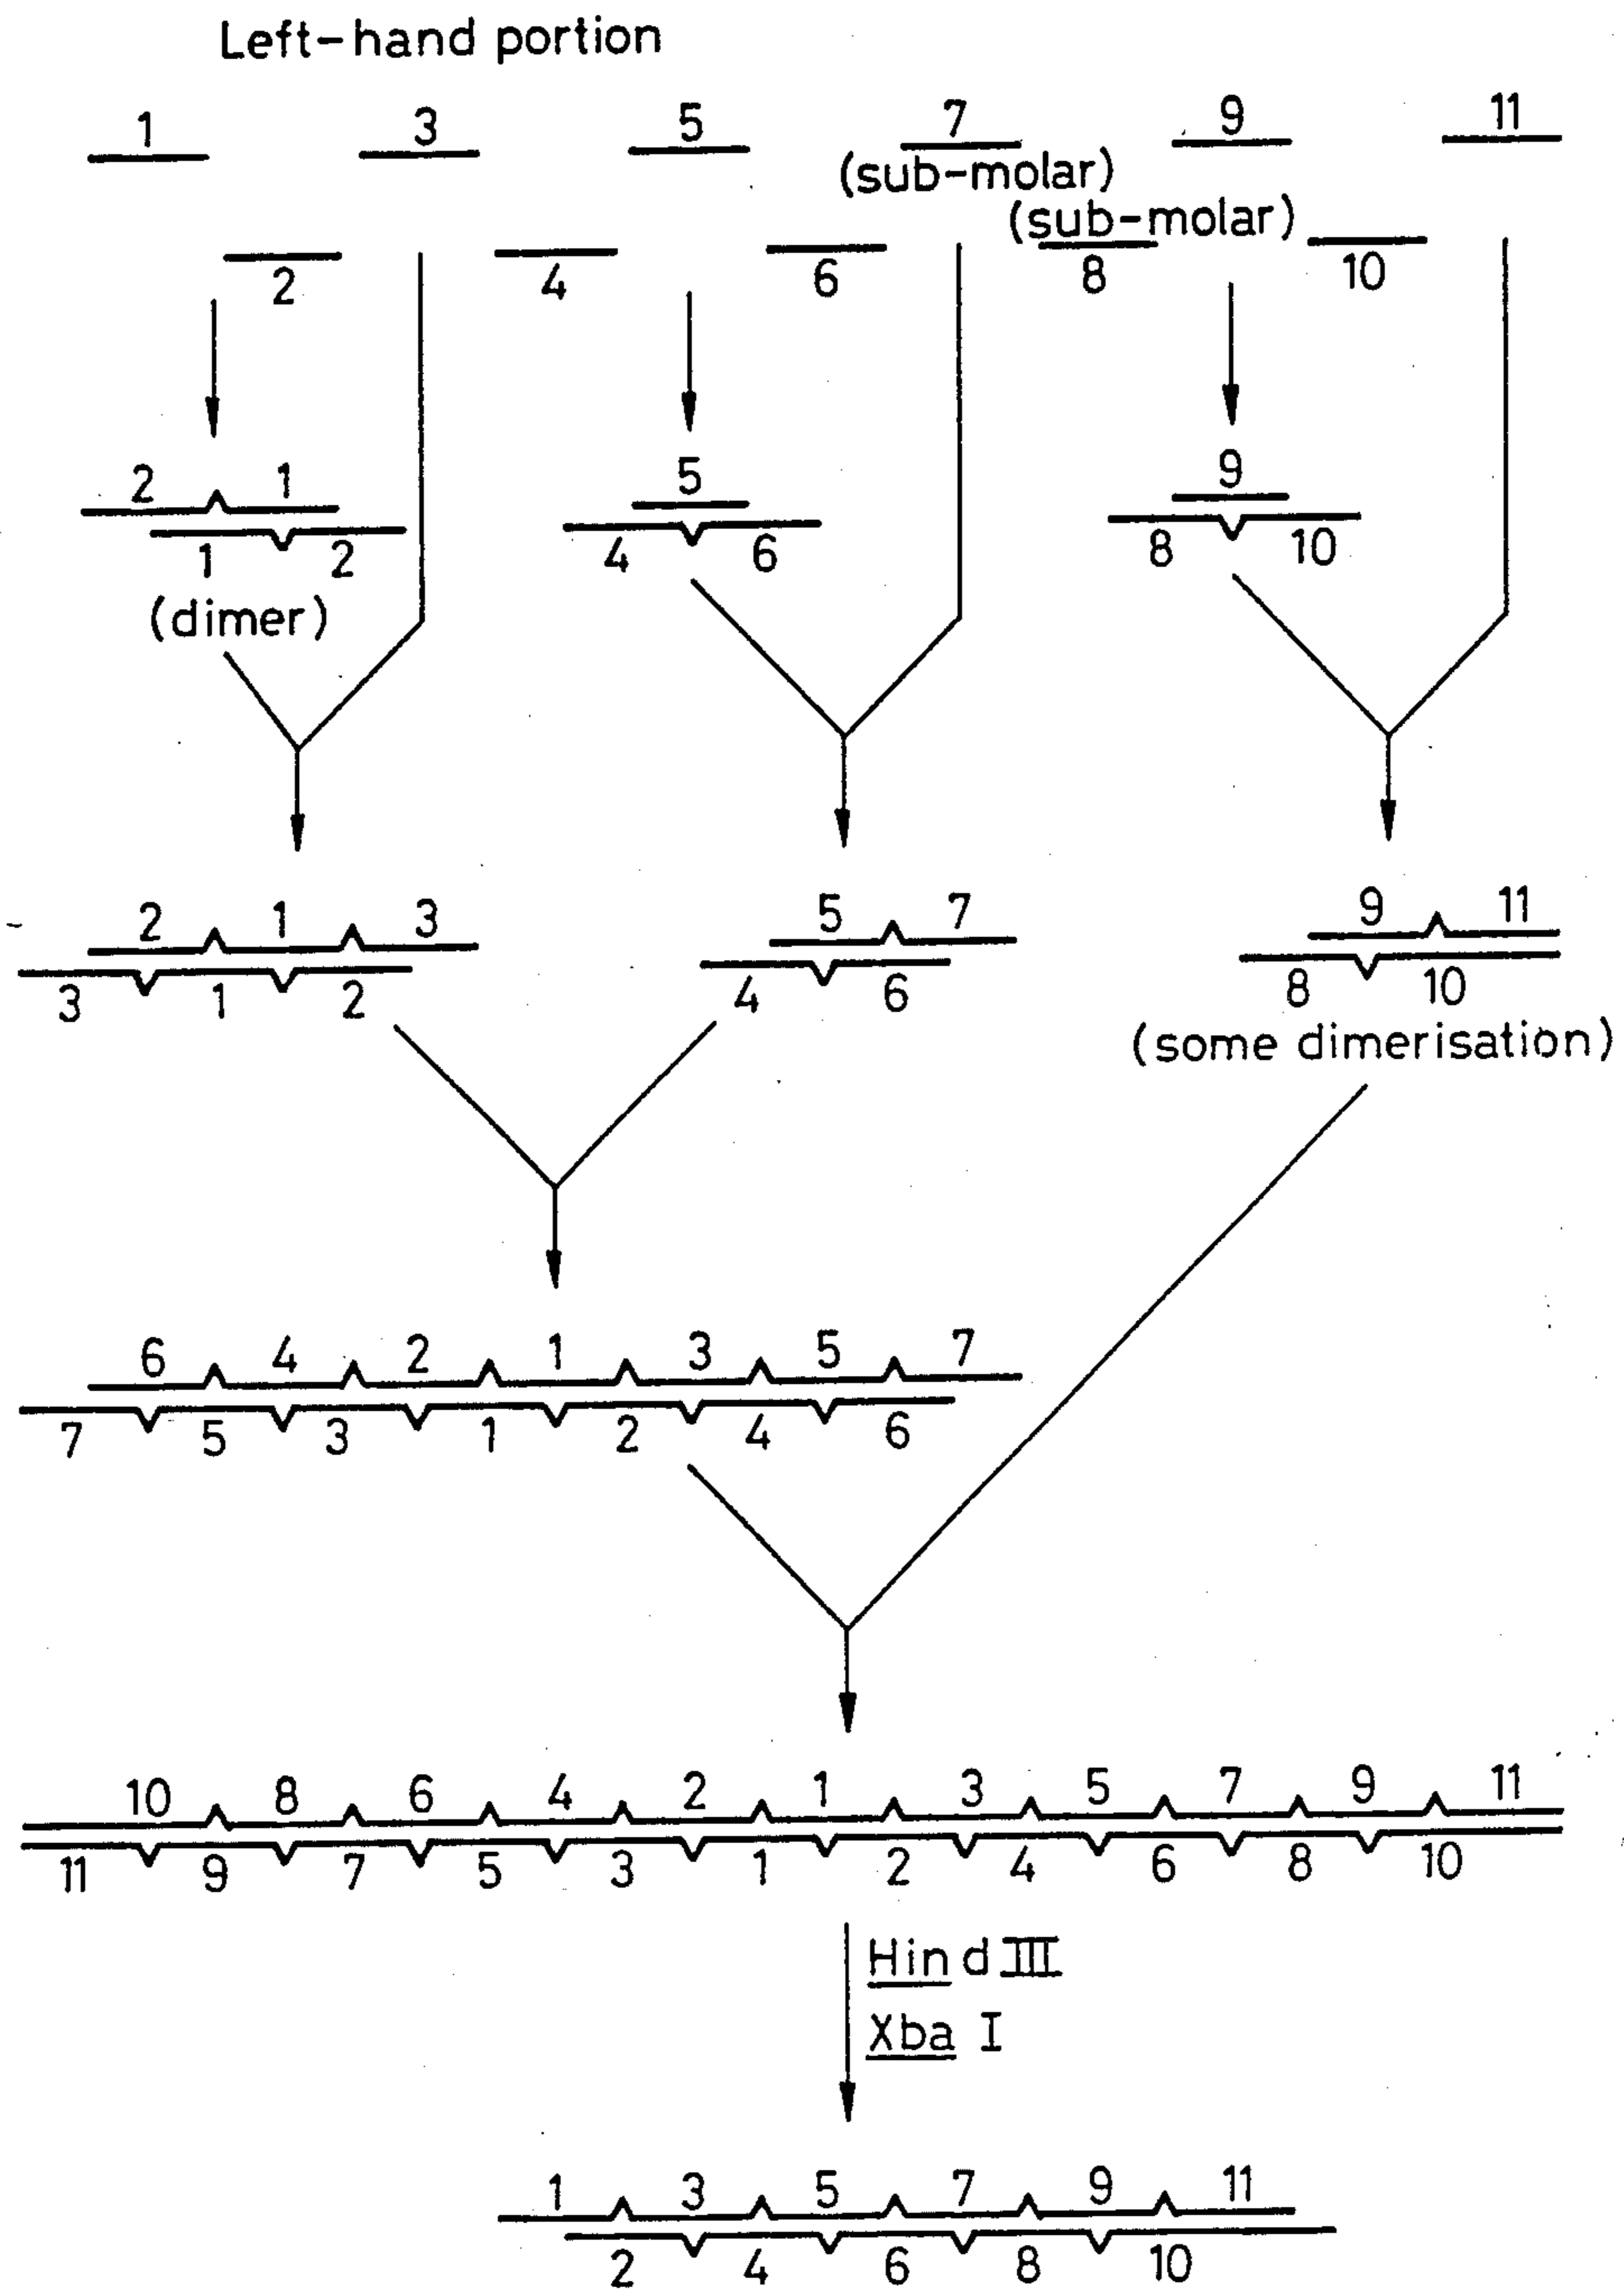 Left-hand portion
1 3 5 7 9 11
(sub-molar)
(sub-molar)
2 4 6 8 10
2 1 5 9
1 2 4 6 8 10
(dimer)
2 1 3 5 7 9 11
3 1 2 4 6 8 10
(some dimerisation)
6 4 2 1 3 5 7
7 5 3 1 2 4 6
10 8 6 4 2 1 3 5 7 9 11
11 9 7 5 3 1 2 4 6 8 10
Hind III
Xba I
1 3 5 7 9 11
2 4 6 8 10